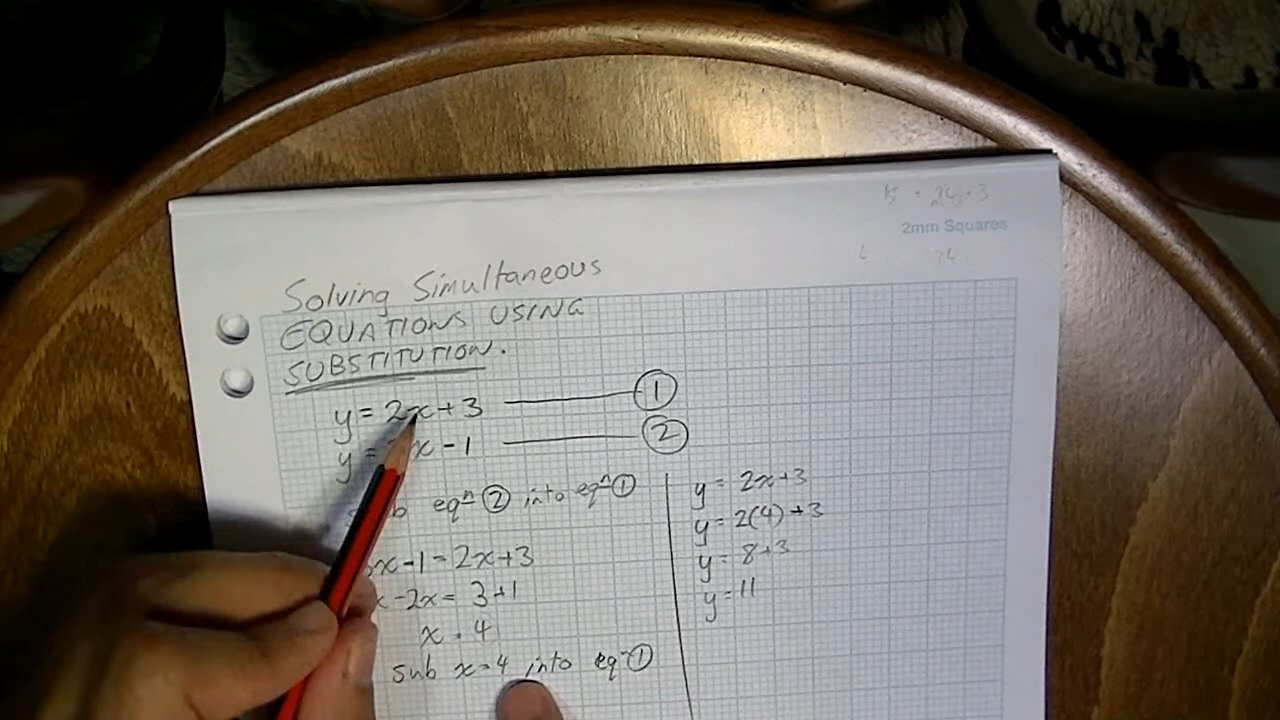 2mm Squares
Solving Simultaneous
EQUATIONS USING
SUBSTITUTION.
y = 2x + 3 ——— ①
y = x - 1 ——— ②
eqⁿ ② into eqⁿ ①
x - 1 = 2x + 3
- 2x = 3 + 1
x = 4
sub x = 4 into eqⁿ ①
y = 2x + 3
y = 2(4) + 3
y = 8 + 3
y = 11